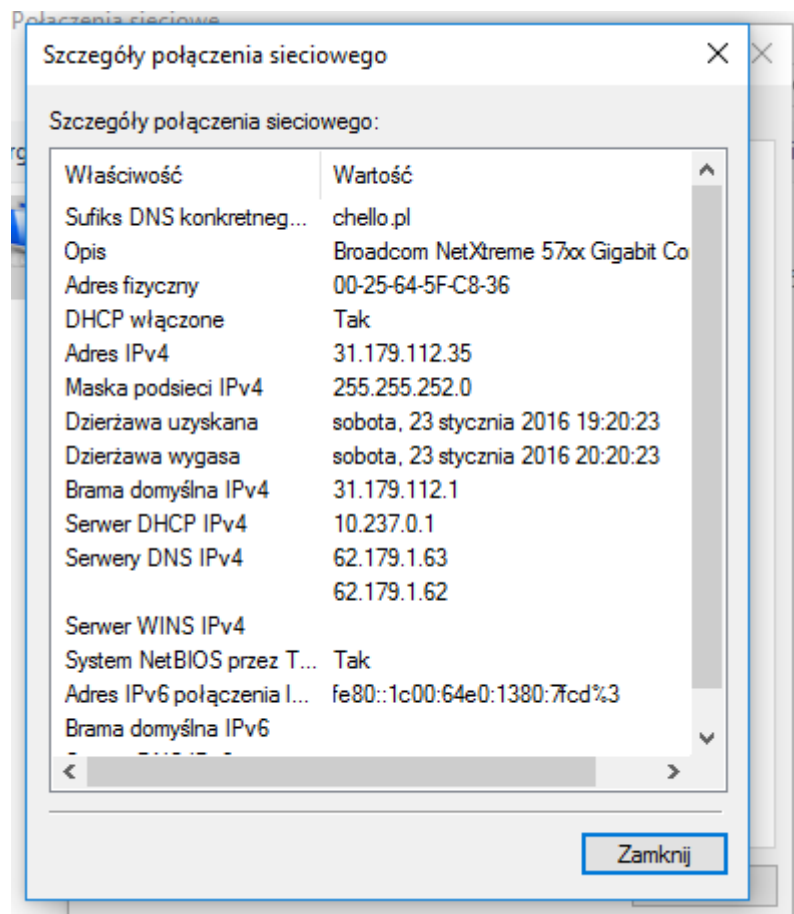 Połączenia sieciowe
Szczegóły połączenia sieciowego
Szczegóły połączenia sieciowego:
Właściwość Wartość
Sufiks DNS konkretneg... chello.pl
Opis Broadcom NetXtreme 57xx Gigabit Co
Adres fizyczny 00-25-64-5F-C8-36
DHCP włączone Tak
Adres IPv4 31.179.112.35
Maska podsieci IPv4 255.255.252.0
Dzierżawa uzyskana sobota, 23 stycznia 2016 19:20:23
Dzierżawa wygasa sobota, 23 stycznia 2016 20:20:23
Brama domyślna IPv4 31.179.112.1
Serwer DHCP IPv4 10.237.0.1
Serwery DNS IPv4 62.179.1.63
62.179.1.62
Serwer WINS IPv4
System NetBIOS przez T... Tak
Adres IPv6 połączenia l... fe80::1c00:64e0:1380:7fcd%3
Brama domyślna IPv6
Zamknij